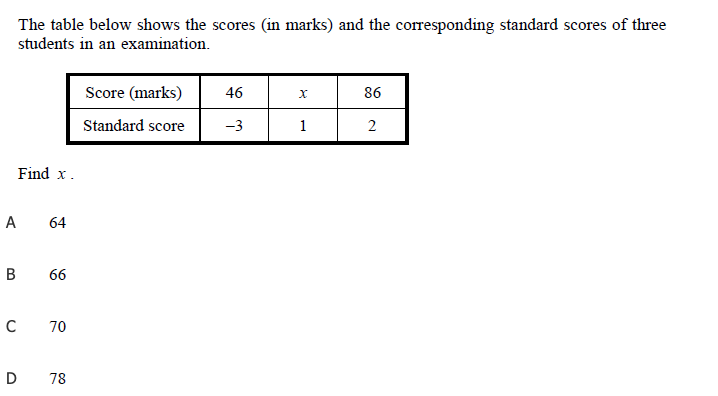 The table below shows the scores (in marks) and the corresponding standard scores of three
students in an examination.
Score (marks) 46 x 86
Standard score −3 1 2
Find x.
A 64
B 66
C 70
D 78